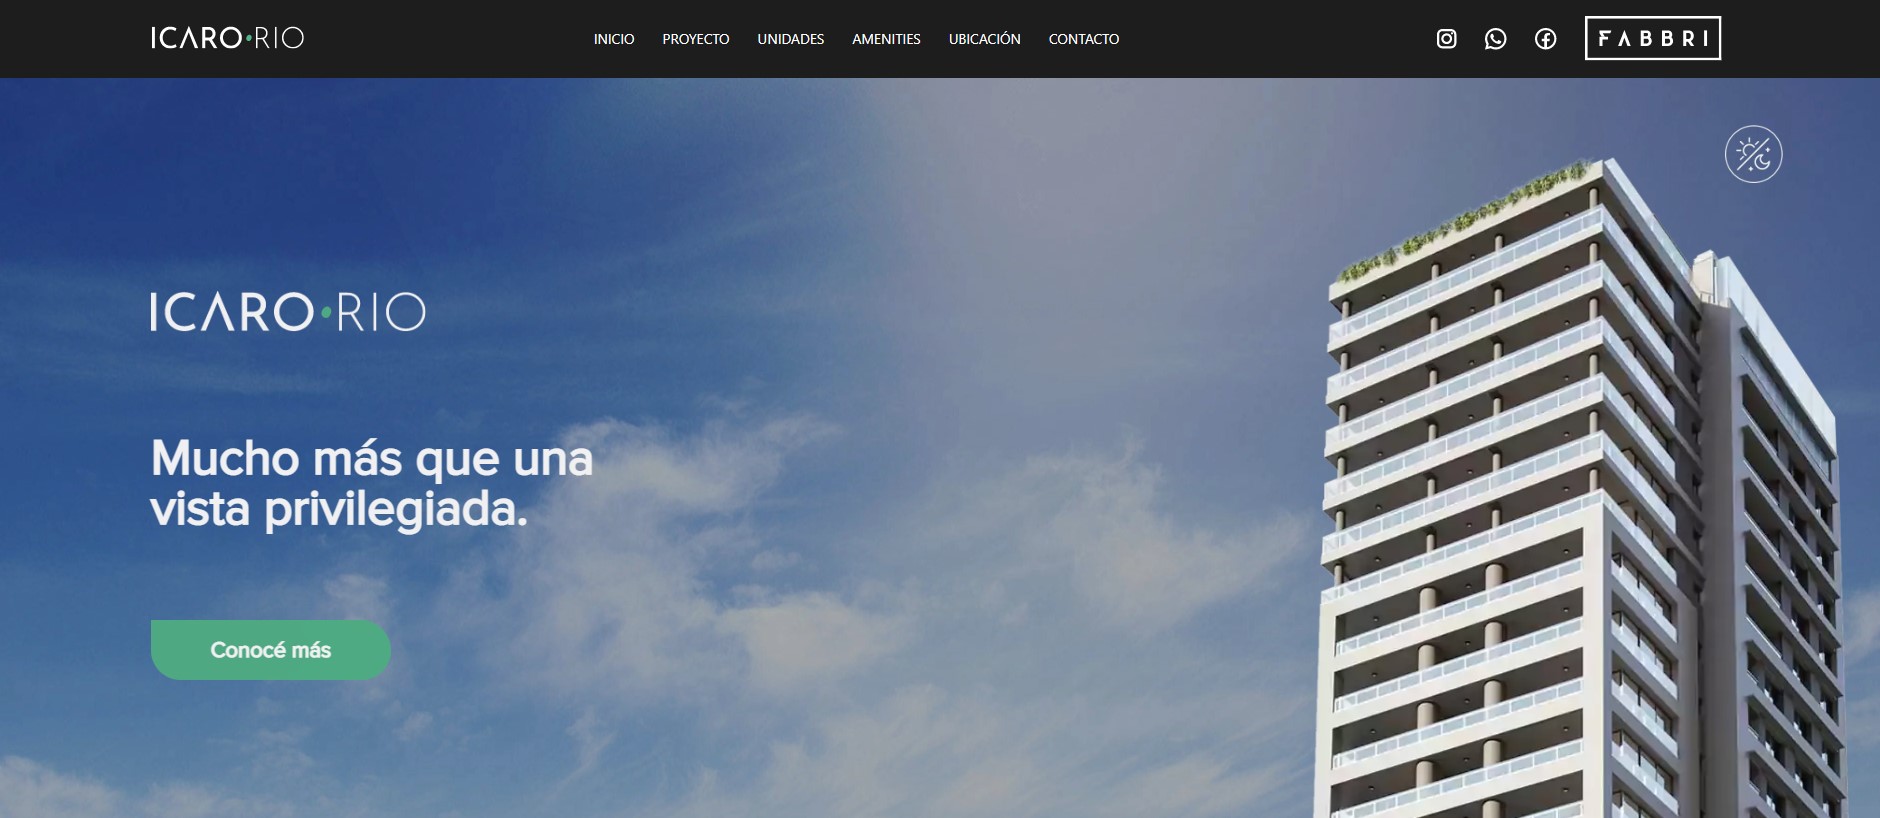 ICARO•RIO
INICIO PROYECTO UNIDADES AMENITIES UBICACIÓN CONTACTO
FABBRI
ICARO•RIO
Mucho más que una
vista privilegiada.
Conocé más